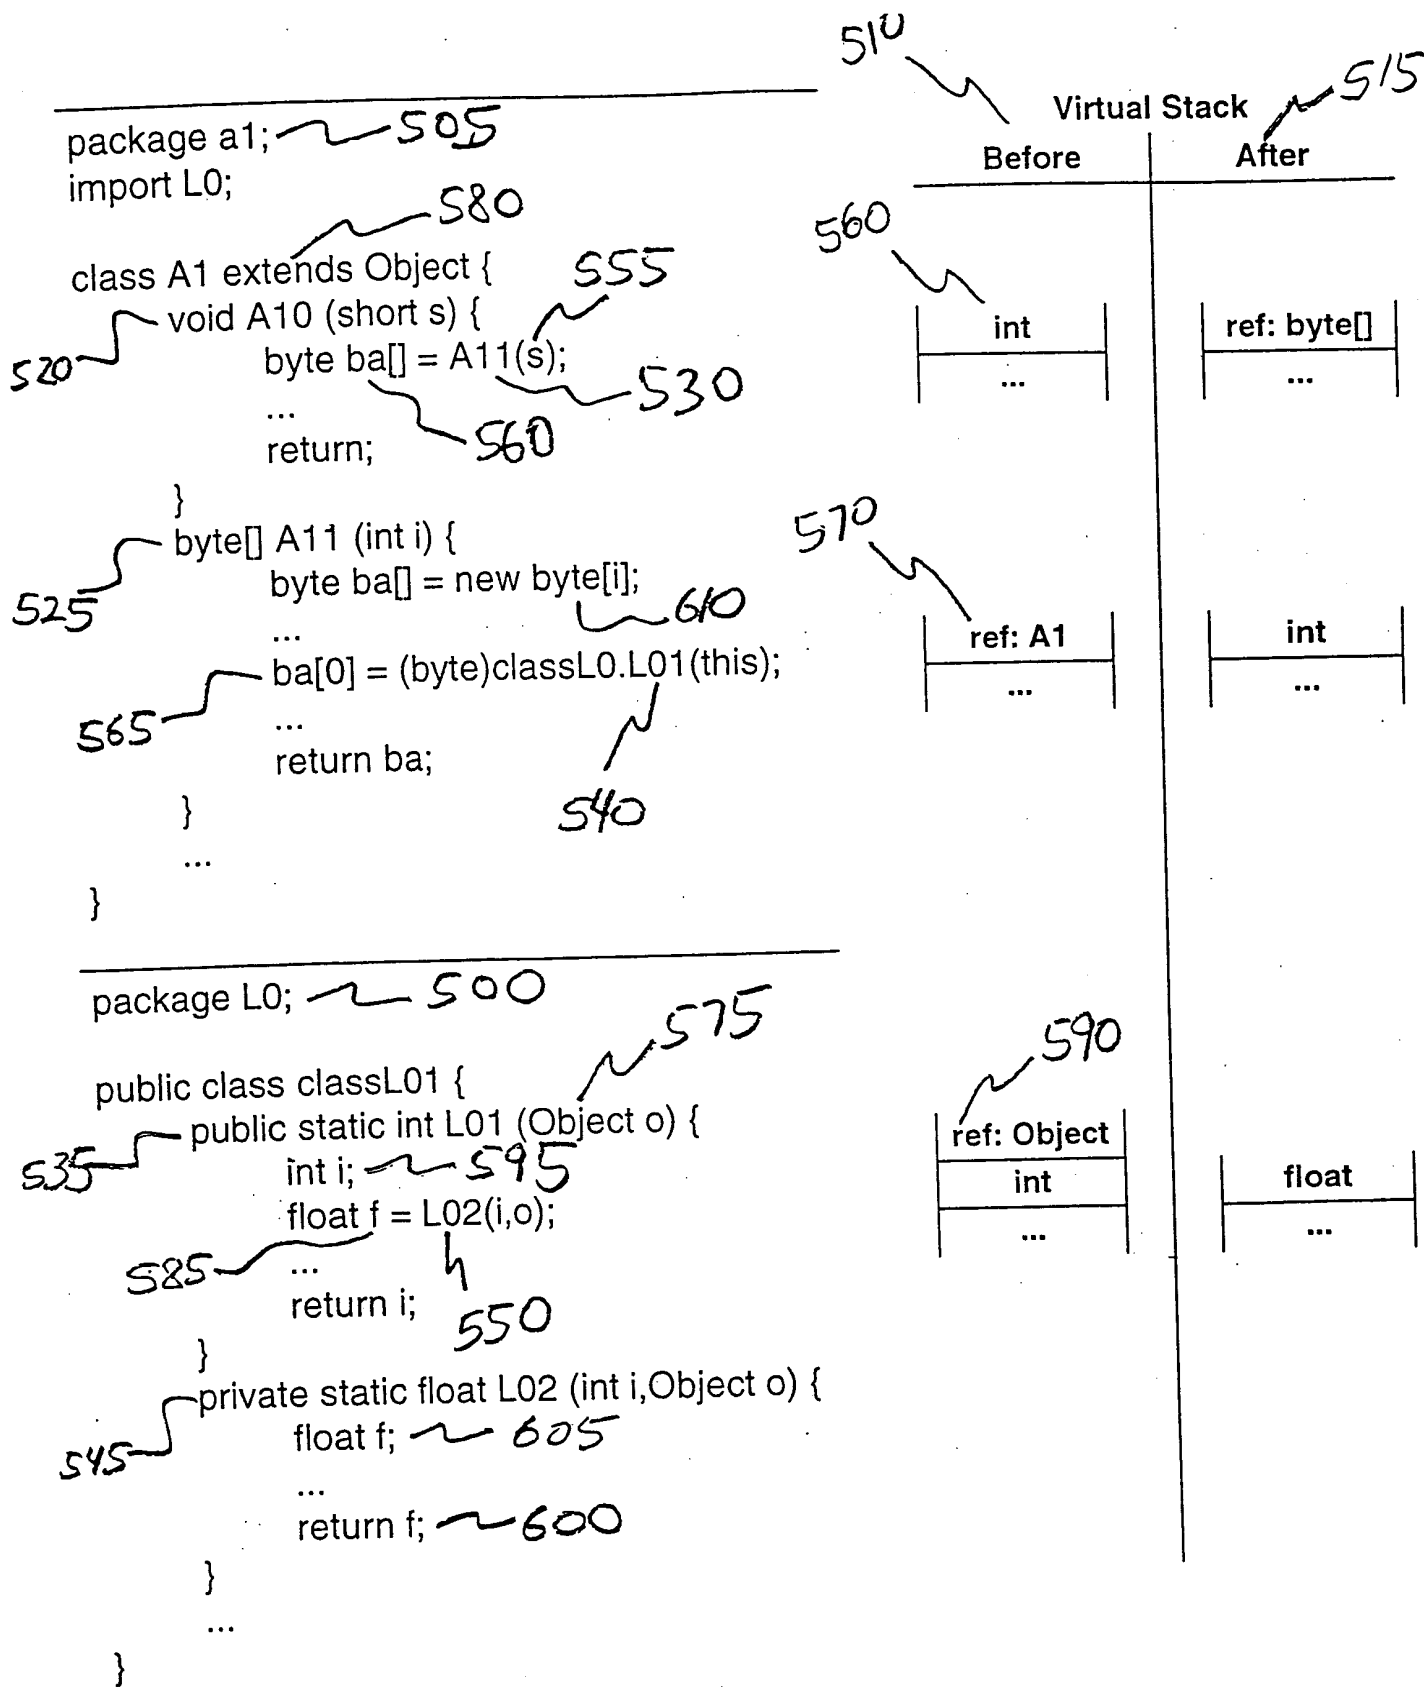 510
515
Virtual Stack
Before After
package a1; 505
import L0;
580
class A1 extends Object { 555
520 void A10 (short s) {
byte ba[] = A11(s);
530
...
560
return;
}
525 byte[] A11 (int i) {
byte ba[] = new byte[i];
610
...
565 ba[0] = (byte)classL0.L01(this);
...
return ba;
540
}
...
}
560
int ref: byte[]
... ...
570
ref: A1 int
... ...
package L0; 500
575
public class classL01 {
535 public static int L01 (Object o) {
int i; 595
float f = L02(i,o);
585 ...
return i; 550
}
545 private static float L02 (int i,Object o) {
float f; 605
...
return f; 600
}
...
}
590
ref: Object
int float
... ...